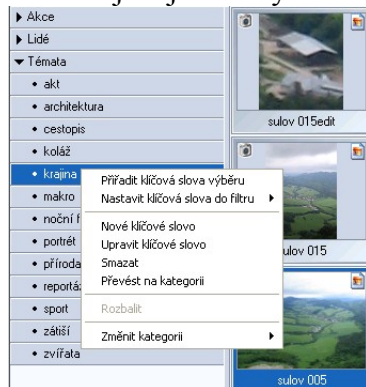 Akce
Lidé
Témata
akt
architektura
cestopis
koláž
krajina
makro
noční f
portrét
příroda
reportá
sport
zátiší
zvířata
Přiřadit klíčová slova výběru
Nastavit klíčová slova do filtru
Nové klíčové slovo
Upravit klíčové slovo
Smazat
Převést na kategorii
Rozbalit
Změnit kategorii
sulov 015edit
sulov 015
sulov 005